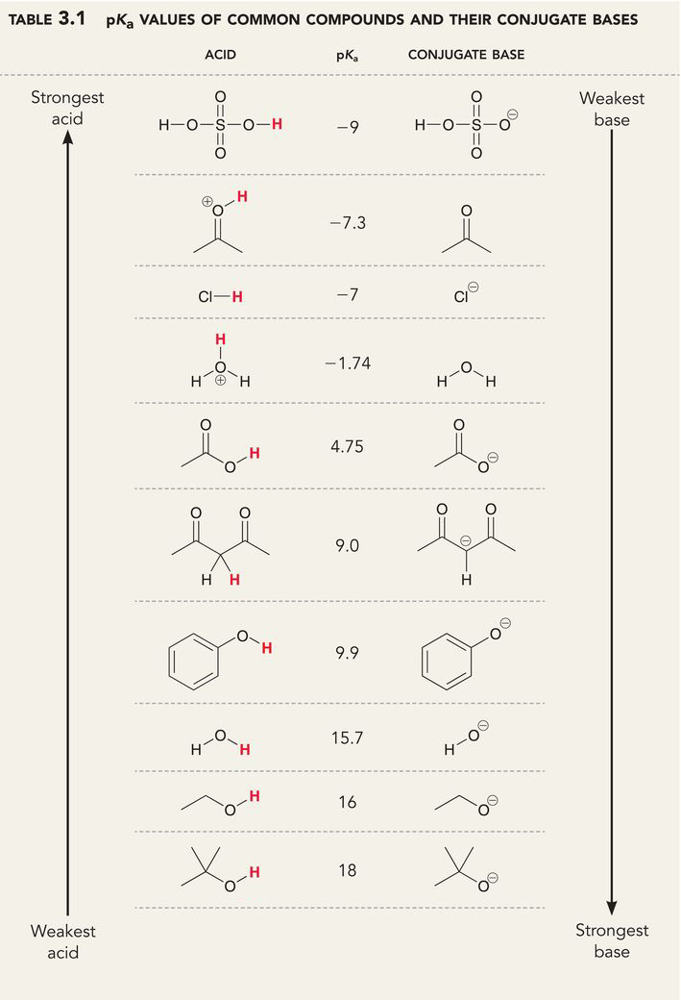 TABLE 3.1 pKa VALUES OF COMMON COMPOUNDS AND THEIR CONJUGATE BASES
ACID pKa CONJUGATE BASE
Strongest acid
Weakest base
O
H–O–S–O–H
O
−9
O
H–O–S–O⊖
O
⊕ O H
−7.3
O
Cl–H
−7
Cl⊖
H
H O H
⊕
−1.74
O
H H
O
O H
4.75
O
O⊖
O O
H H
9.0
O O
⊖
H
O H
9.9
O⊖
O
H H
15.7
O⊖
H
O H
16
O⊖
O H
18
O⊖
Weakest acid
Strongest base